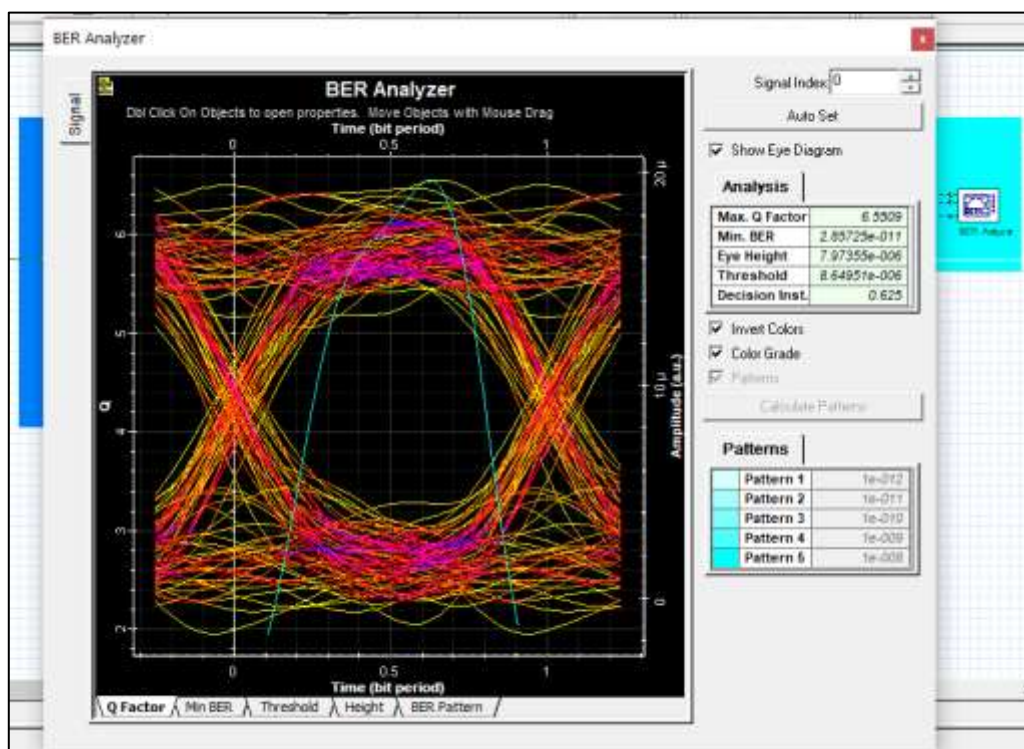 BER Analyzer
Signal
BER Analyzer
Dbl Click On Objects to open properties. Move Objects with Mouse Drag
Time (bit period)
0 0.5 1
Q
6
5
4
3
2
Amplitude (a.u.)
20 µ
10 µ
0
0 0.5 1
Time (bit period)
Q Factor Min BER Threshold Height BER Pattern
Signal Index: 0
Auto Set
Show Eye Diagram
Analysis
Max. Q Factor 6.5509
Min. BER 2.85725e-011
Eye Height 7.97355e-006
Threshold 8.64951e-006
Decision Inst. 0.625
Invert Colors
Color Grade
Patterns
Calculate Patterns
Patterns
Pattern 1 1e-012
Pattern 2 1e-011
Pattern 3 1e-010
Pattern 4 1e-009
Pattern 5 1e-008
BER Analyzer